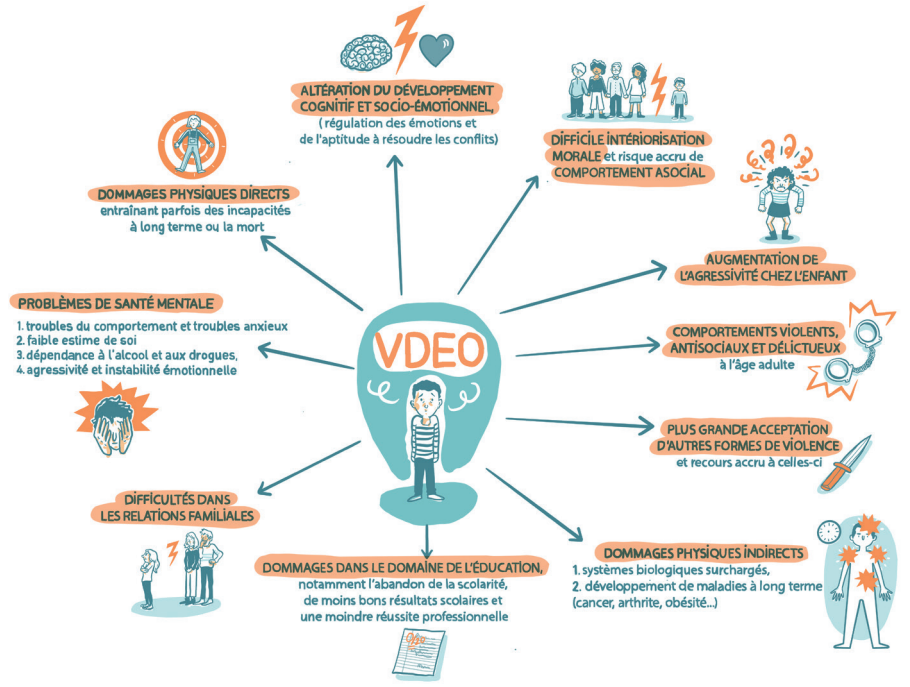 ALTÉRATION DU DÉVELOPPEMENT
COGNITIF ET SOCIO-ÉMOTIONNEL,
(régulation des émotions et
de l'aptitude à résoudre les conflits)
DIFFICILE INTÉRIORISATION
MORALE et risque accru de
COMPORTEMENT ASOCIAL
DOMMAGES PHYSIQUES DIRECTS
entraînant parfois des incapacités
à long terme ou la mort
AUGMENTATION DE
L'AGRESSIVITÉ CHEZ L'ENFANT
PROBLÈMES DE SANTÉ MENTALE
1. troubles du comportement et troubles anxieux
2. faible estime de soi
3. dépendance à l'alcool et aux drogues,
4. agressivité et instabilité émotionnelle
VDEO
COMPORTEMENTS VIOLENTS,
ANTISOCIAUX ET DÉLICTUEUX
à l'âge adulte
PLUS GRANDE ACCEPTATION
D'AUTRES FORMES DE VIOLENCE
et recours accru à celles-ci
DIFFICULTÉS DANS
LES RELATIONS FAMILIALES
DOMMAGES DANS LE DOMAINE DE L'ÉDUCATION,
notamment l'abandon de la scolarité,
de moins bons résultats scolaires et
une moindre réussite professionnelle
DOMMAGES PHYSIQUES INDIRECTS
1. systèmes biologiques surchargés,
2. développement de maladies à long terme
(cancer, arthrite, obésité...)